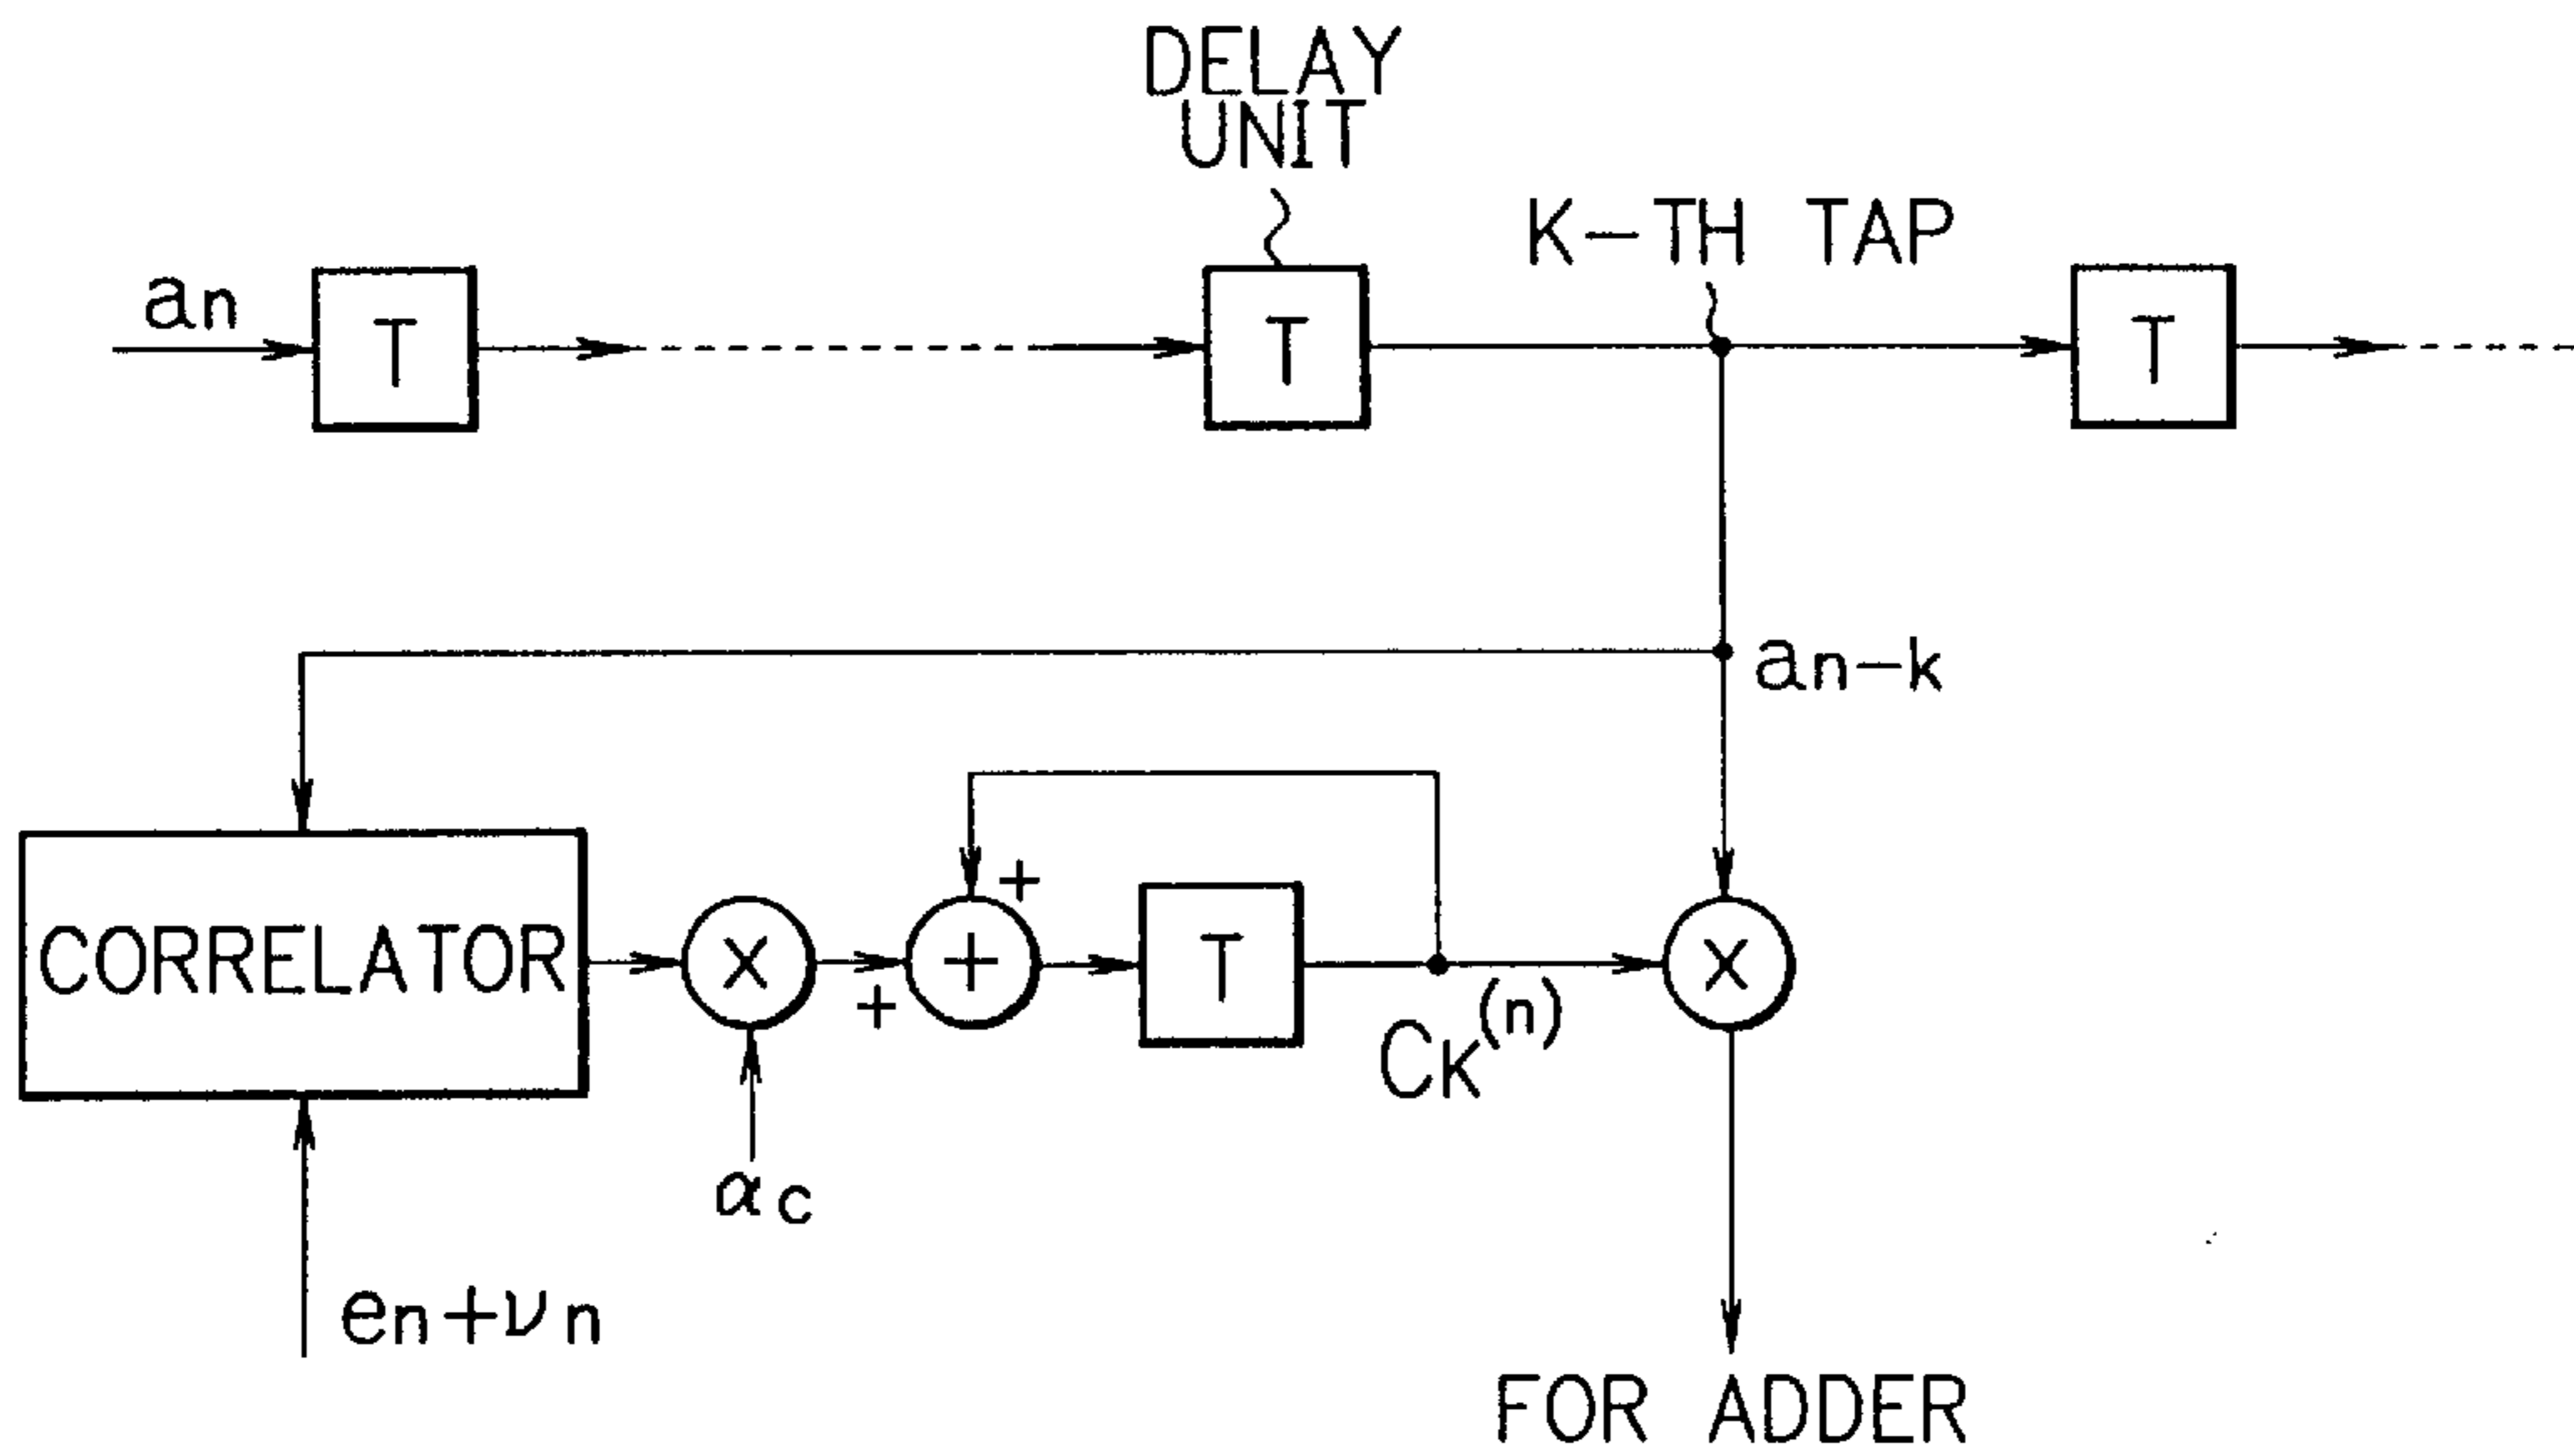 DELAY
UNIT
K-TH TAP
an
T
T
T
an-k
+
CORRELATOR
×
+
T
×
+
CK(n)
αc
en+νn
FOR ADDER